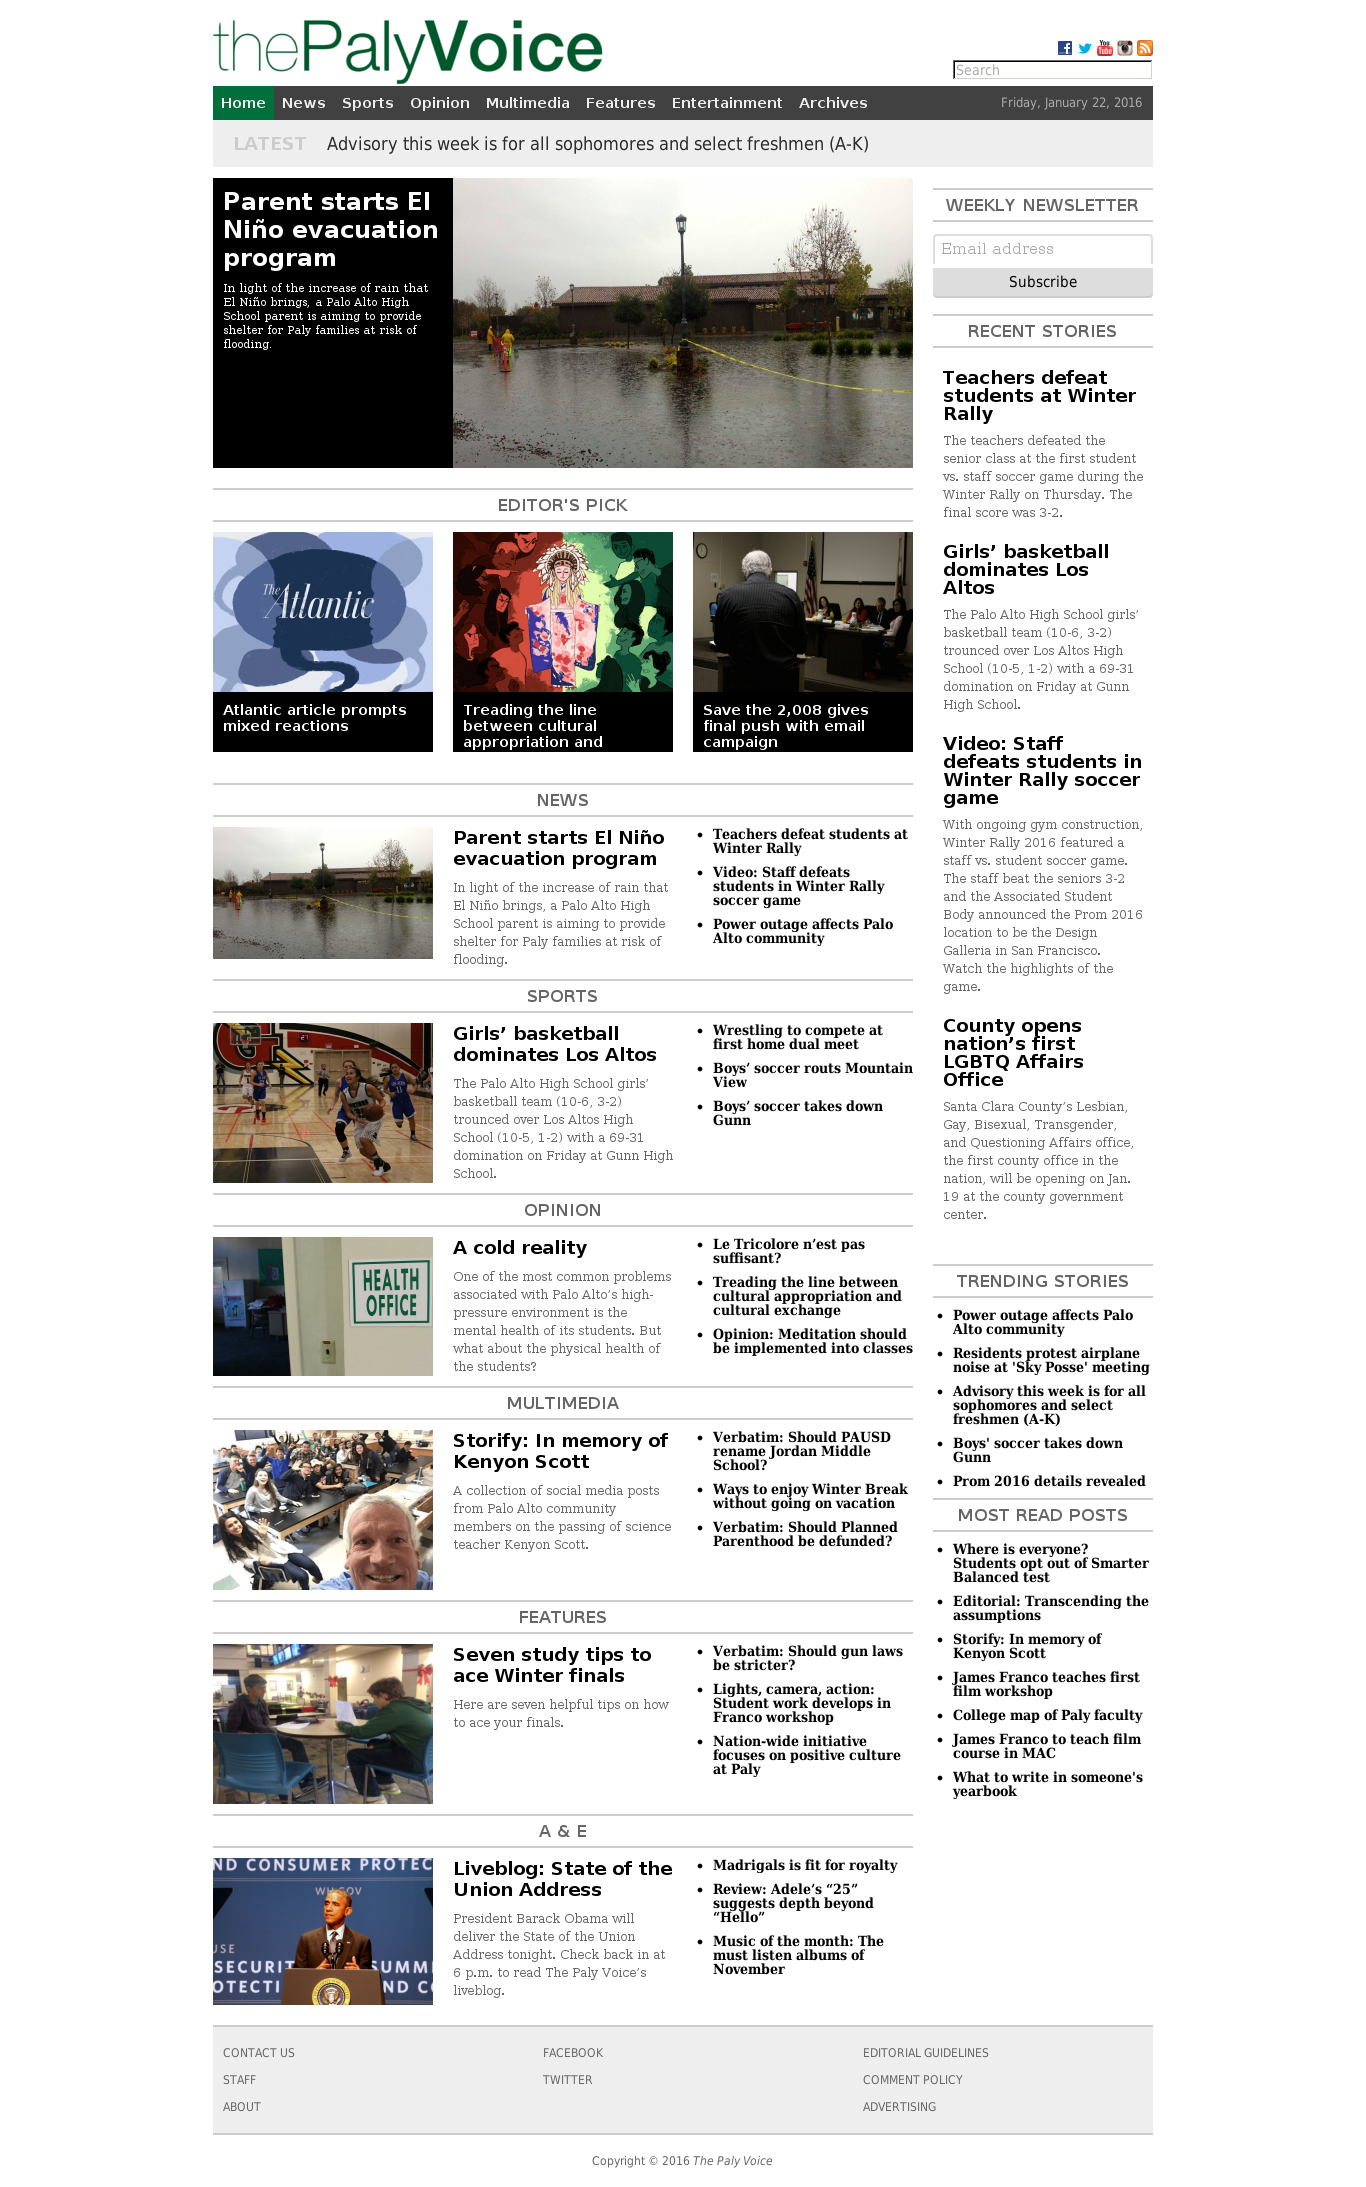 thePalyVoice
Search
Home News Sports Opinion Multimedia Features Entertainment Archives Friday, January 22, 2016
LATEST Advisory this week is for all sophomores and select freshmen (A-K)
Parent starts El
Niño evacuation
program
In light of the increase of rain that
El Niño brings, a Palo Alto High
School parent is aiming to provide
shelter for Paly families at risk of
flooding.
EDITOR'S PICK
The
Atlantic
Atlantic article prompts
mixed reactions
Treading the line
between cultural
appropriation and
Save the 2,008 gives
final push with email
campaign
NEWS
Parent starts El Niño
evacuation program
In light of the increase of rain that
El Niño brings, a Palo Alto High
School parent is aiming to provide
shelter for Paly families at risk of
flooding.
Teachers defeat students at
Winter Rally
Video: Staff defeats
students in Winter Rally
soccer game
Power outage affects Palo
Alto community
SPORTS
Girls’ basketball
dominates Los Altos
The Palo Alto High School girls’
basketball team (10-6, 3-2)
trounced over Los Altos High
School (10-5, 1-2) with a 69-31
domination on Friday at Gunn High
School.
Wrestling to compete at
first home dual meet
Boys’ soccer routs Mountain
View
Boys’ soccer takes down
Gunn
OPINION
HEALTH
OFFICE
A cold reality
One of the most common problems
associated with Palo Alto’s high-
pressure environment is the
mental health of its students. But
what about the physical health of
the students?
Le Tricolore n’est pas
suffisant?
Treading the line between
cultural appropriation and
cultural exchange
Opinion: Meditation should
be implemented into classes
MULTIMEDIA
Storify: In memory of
Kenyon Scott
A collection of social media posts
from Palo Alto community
members on the passing of science
teacher Kenyon Scott.
Verbatim: Should PAUSD
rename Jordan Middle
School?
Ways to enjoy Winter Break
without going on vacation
Verbatim: Should Planned
Parenthood be defunded?
FEATURES
Seven study tips to
ace Winter finals
Here are seven helpful tips on how
to ace your finals.
Verbatim: Should gun laws
be stricter?
Lights, camera, action:
Student work develops in
Franco workshop
Nation-wide initiative
focuses on positive culture
at Paly
A & E
ND CONSUMER PROTEC
WH.GOV
USE
SECURIT SUMM
OTECTI ND CO
Liveblog: State of the
Union Address
President Barack Obama will
deliver the State of the Union
Address tonight. Check back in at
6 p.m. to read The Paly Voice’s
liveblog.
Madrigals is fit for royalty
Review: Adele’s “25”
suggests depth beyond
“Hello”
Music of the month: The
must listen albums of
November
WEEKLY NEWSLETTER
Email address
Subscribe
RECENT STORIES
Teachers defeat
students at Winter
Rally
The teachers defeated the
senior class at the first student
vs. staff soccer game during the
Winter Rally on Thursday. The
final score was 3-2.
Girls’ basketball
dominates Los
Altos
The Palo Alto High School girls’
basketball team (10-6, 3-2)
trounced over Los Altos High
School (10-5, 1-2) with a 69-31
domination on Friday at Gunn
High School.
Video: Staff
defeats students in
Winter Rally soccer
game
With ongoing gym construction,
Winter Rally 2016 featured a
staff vs. student soccer game.
The staff beat the seniors 3-2
and the Associated Student
Body announced the Prom 2016
location to be the Design
Galleria in San Francisco.
Watch the highlights of the
game.
County opens
nation’s first
LGBTQ Affairs
Office
Santa Clara County’s Lesbian,
Gay, Bisexual, Transgender,
and Questioning Affairs office,
the first county office in the
nation, will be opening on Jan.
19 at the county government
center.
TRENDING STORIES
Power outage affects Palo
Alto community
Residents protest airplane
noise at 'Sky Posse' meeting
Advisory this week is for all
sophomores and select
freshmen (A-K)
Boys' soccer takes down
Gunn
Prom 2016 details revealed
MOST READ POSTS
Where is everyone?
Students opt out of Smarter
Balanced test
Editorial: Transcending the
assumptions
Storify: In memory of
Kenyon Scott
James Franco teaches first
film workshop
College map of Paly faculty
James Franco to teach film
course in MAC
What to write in someone's
yearbook
CONTACT US FACEBOOK EDITORIAL GUIDELINES
STAFF TWITTER COMMENT POLICY
ABOUT ADVERTISING
Copyright © 2016 The Paly Voice